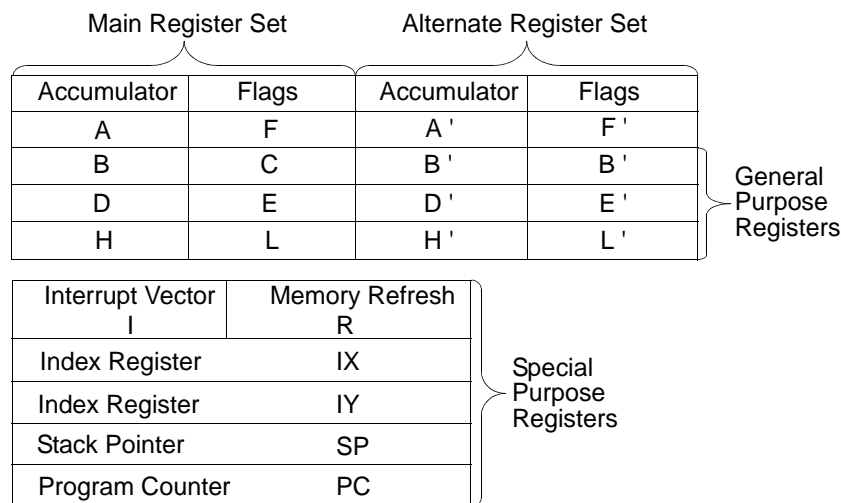 Main Register Set Alternate Register Set
Accumulator Flags Accumulator Flags
A F A ' F '
B C B ' B '
D E D ' E '
H L H ' L '
General
Purpose
Registers
Interrupt Vector Memory Refresh
I R
Index Register IX
Index Register IY
Stack Pointer SP
Program Counter PC
Special
Purpose
Registers